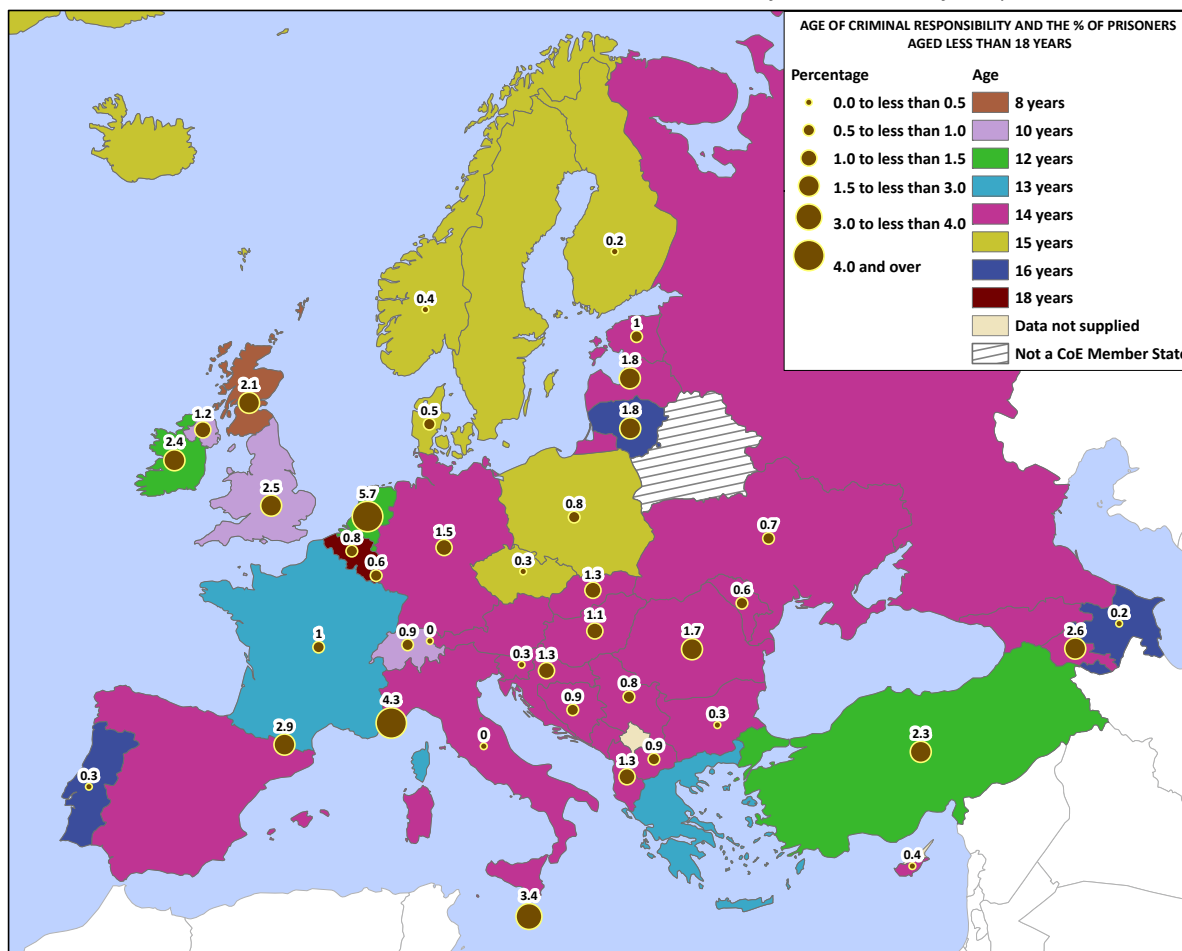 AGE OF CRIMINAL RESPONSIBILITY AND THE % OF PRISONERS
AGED LESS THAN 18 YEARS
Percentage
0.0 to less than 0.5
0.5 to less than 1.0
1.0 to less than 1.5
1.5 to less than 3.0
3.0 to less than 4.0
4.0 and over
Age
8 years
10 years
12 years
13 years
14 years
15 years
16 years
18 years
Data not supplied
Not a CoE Member State
0.2
0.4
1
1.8
2.1
0.5
1.2
1.8
2.4
2.5
5.7
0.8
0.7
0.8
1.5
0.6
0.3
1.3
0.6
0.2
1.1
1
0.9
0
1.7
2.6
0.3
1.3
0.8
0.9
4.3
0.3
2.9
0
0.9
2.3
1.3
0.3
0.4
3.4